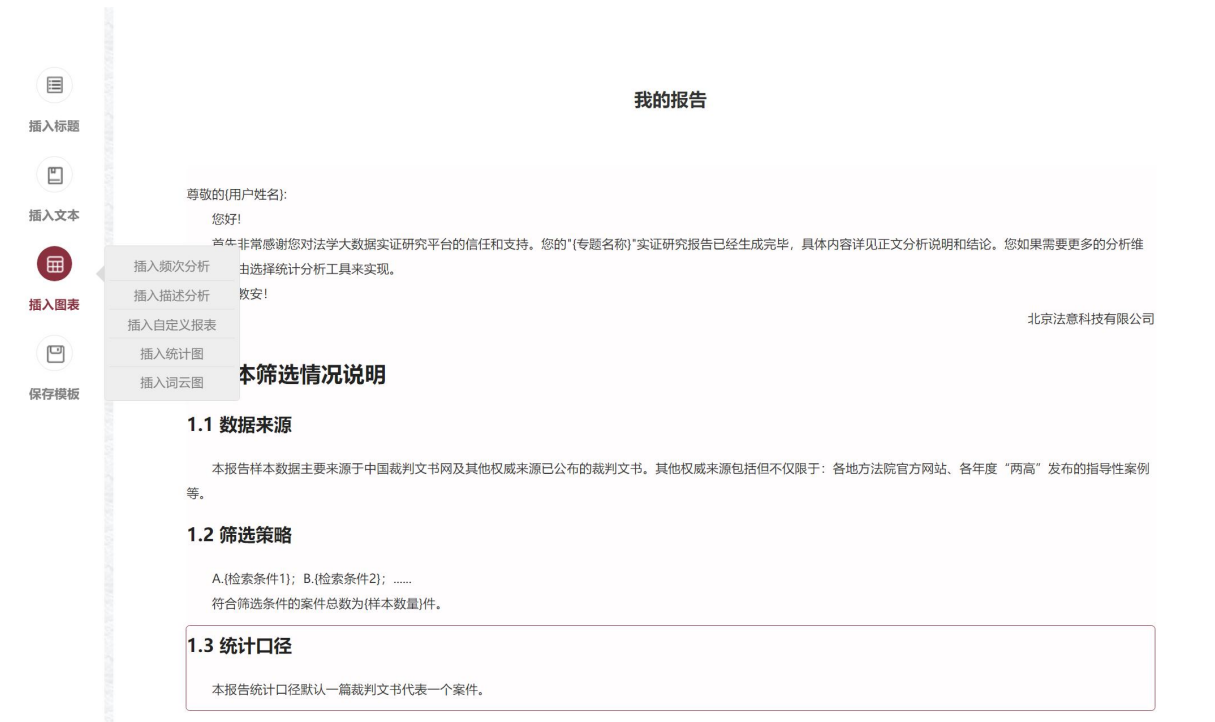 插入标题
插入文本
插入图表
保存模板
插入频次分析
插入描述分析
插入自定义报表
插入统计图
插入词云图
我的报告
尊敬的{用户姓名}:
您好!
首先非常感谢您对法学大数据实证研究平台的信任和支持。您的"{专题名称}"实证研究报告已经生成完毕，具体内容详见正文分析说明和结论。您如果需要更多的分析维
由选择统计分析工具来实现。
教安!
北京法意科技有限公司
本筛选情况说明
1.1 数据来源
本报告样本数据主要来源于中国裁判文书网及其他权威来源已公布的裁判文书。其他权威来源包括但不仅限于：各地方法院官方网站、各年度“两高”发布的指导性案例
等。
1.2 筛选策略
A.{检索条件1}；B.{检索条件2}；......
符合筛选条件的案件总数为{样本数量}件。
1.3 统计口径
本报告统计口径默认一篇裁判文书代表一个案件。